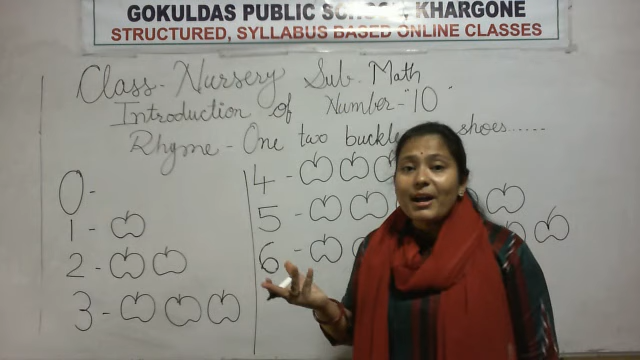 GOKULDAS PUBLIC SCHOOL, KHARGONE
STRUCTURED, SYLLABUS BASED ONLINE CLASSES
Class - Nursery Sub. Math
Introduction of Number - "10"
Rhyme - One two buckle shoes......
0 -
1 -
2 -
3 -
4 -
5 -
6 -